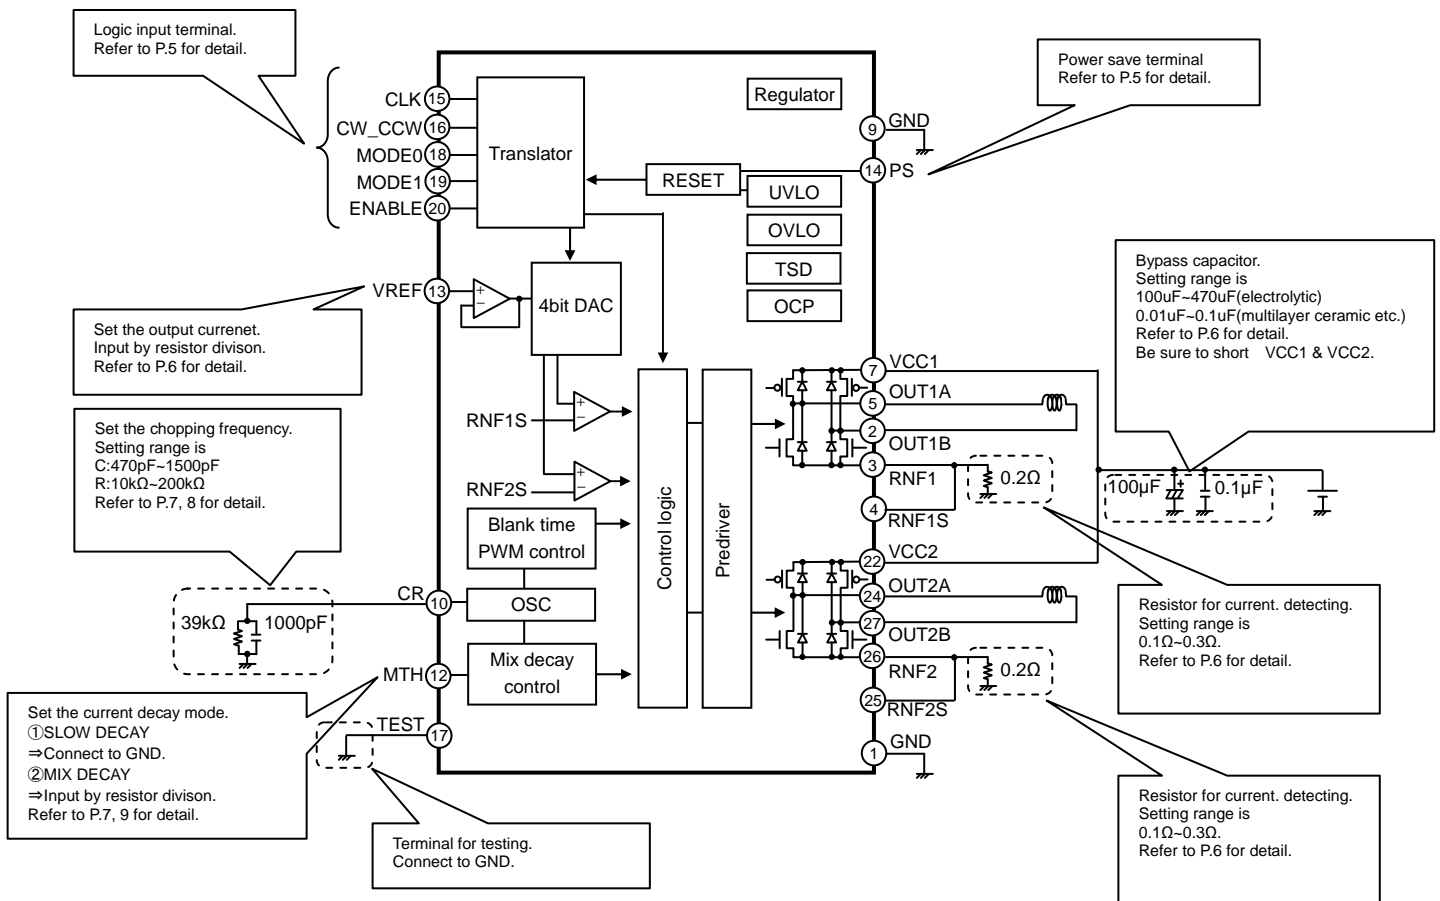 Logic input terminal.
Refer to P.5 for detail.
Power save terminal
Refer to P.5 for detail.
CLK 15
CW_CCW 16
MODE0 18
MODE1 19
ENABLE 20
Translator
Regulator
9 GND
14 PS
RESET
UVLO
OVLO
TSD
OCP
VREF 13
+
−
4bit DAC
Set the output currenet.
Input by resistor divison.
Refer to P.6 for detail.
Bypass capacitor.
Setting range is
100uF~470uF(electrolytic)
0.01uF~0.1uF(multilayer ceramic etc.)
Refer to P.6 for detail.
Be sure to short VCC1 & VCC2.
Set the chopping frequency.
Setting range is
C:470pF~1500pF
R:10kΩ~200kΩ
Refer to P.7, 8 for detail.
RNF1S
+
−
RNF2S
+
−
Blank time
PWM control
OSC
Mix decay
control
Control logic
Predriver
7 VCC1
5 OUT1A
2 OUT1B
3 RNF1
4 RNF1S
0.2Ω
100μF
+
0.1μF
22 VCC2
24 OUT2A
27 OUT2B
26 RNF2
25 RNF2S
0.2Ω
1 GND
CR 10
39kΩ
1000pF
MTH 12
TEST 17
Resistor for current. detecting.
Setting range is
0.1Ω~0.3Ω.
Refer to P.6 for detail.
Set the current decay mode.
①SLOW DECAY
⇒Connect to GND.
②MIX DECAY
⇒Input by resistor divison.
Refer to P.7, 9 for detail.
Terminal for testing.
Connect to GND.
Resistor for current. detecting.
Setting range is
0.1Ω~0.3Ω.
Refer to P.6 for detail.